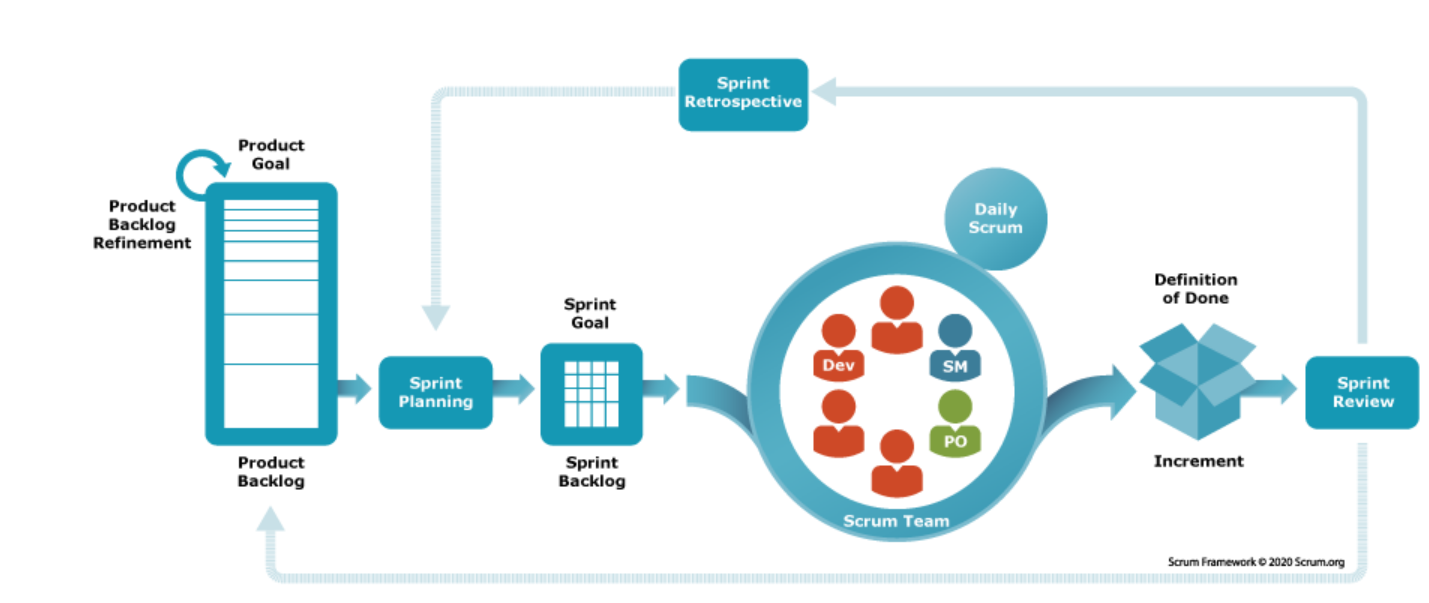 Sprint
Retrospective
Product
Goal
Product
Backlog
Refinement
Daily
Scrum
Definition
of Done
Sprint
Goal
Dev
SM
Sprint
Planning
Sprint
Review
PO
Product
Backlog
Sprint
Backlog
Increment
Scrum Team
Scrum Framework © 2020 Scrum.org